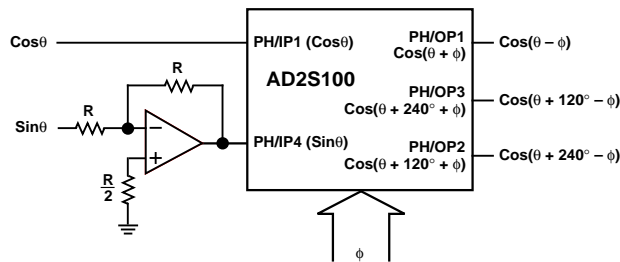 Cosθ
PH/IP1 (Cosθ)
PH/OP1
Cos(θ + ϕ)
Cos(θ – ϕ)
AD2S100
R
R
PH/OP3
Cos(θ + 240° + ϕ)
Cos(θ + 120° – ϕ)
Sinθ
PH/IP4 (Sinθ)
PH/OP2
Cos(θ + 120° + ϕ)
Cos(θ + 240° – ϕ)
–
+
R
2
ϕ